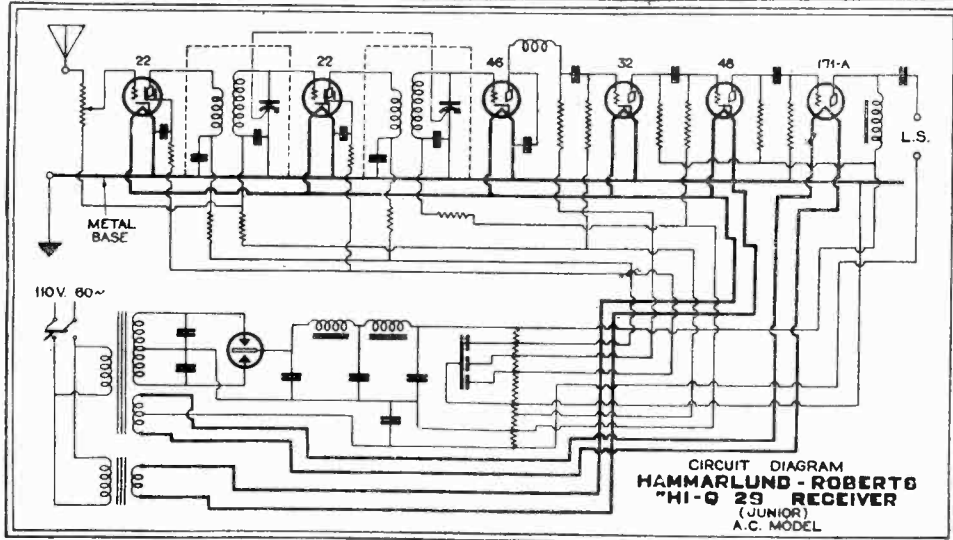 22
22
46
32
48
171-A
L.S.
METAL
BASE
110V. 60~
CIRCUIT DIAGRAM
HAMMARLUND-ROBERTS
"HI-Q 29 RECEIVER
(JUNIOR)
A.C. MODEL